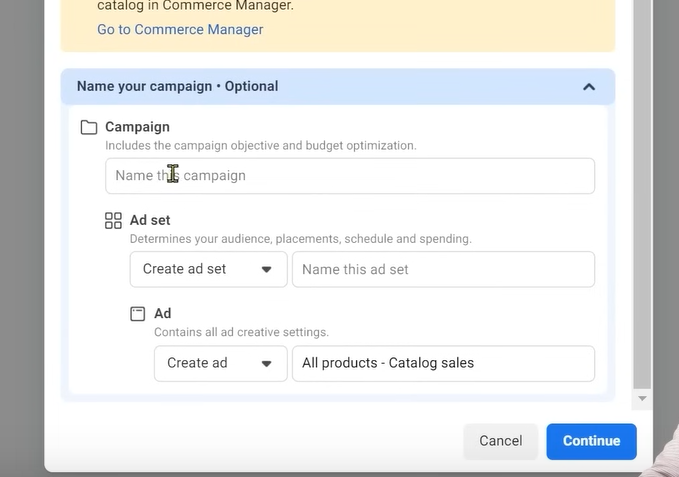 catalog in Commerce Manager.
Go to Commerce Manager
Name your campaign • Optional
Campaign
Includes the campaign objective and budget optimization.
Name this campaign
Ad set
Determines your audience, placements, schedule and spending.
Create ad set
Name this ad set
Ad
Contains all ad creative settings.
Create ad
All products - Catalog sales
Cancel
Continue